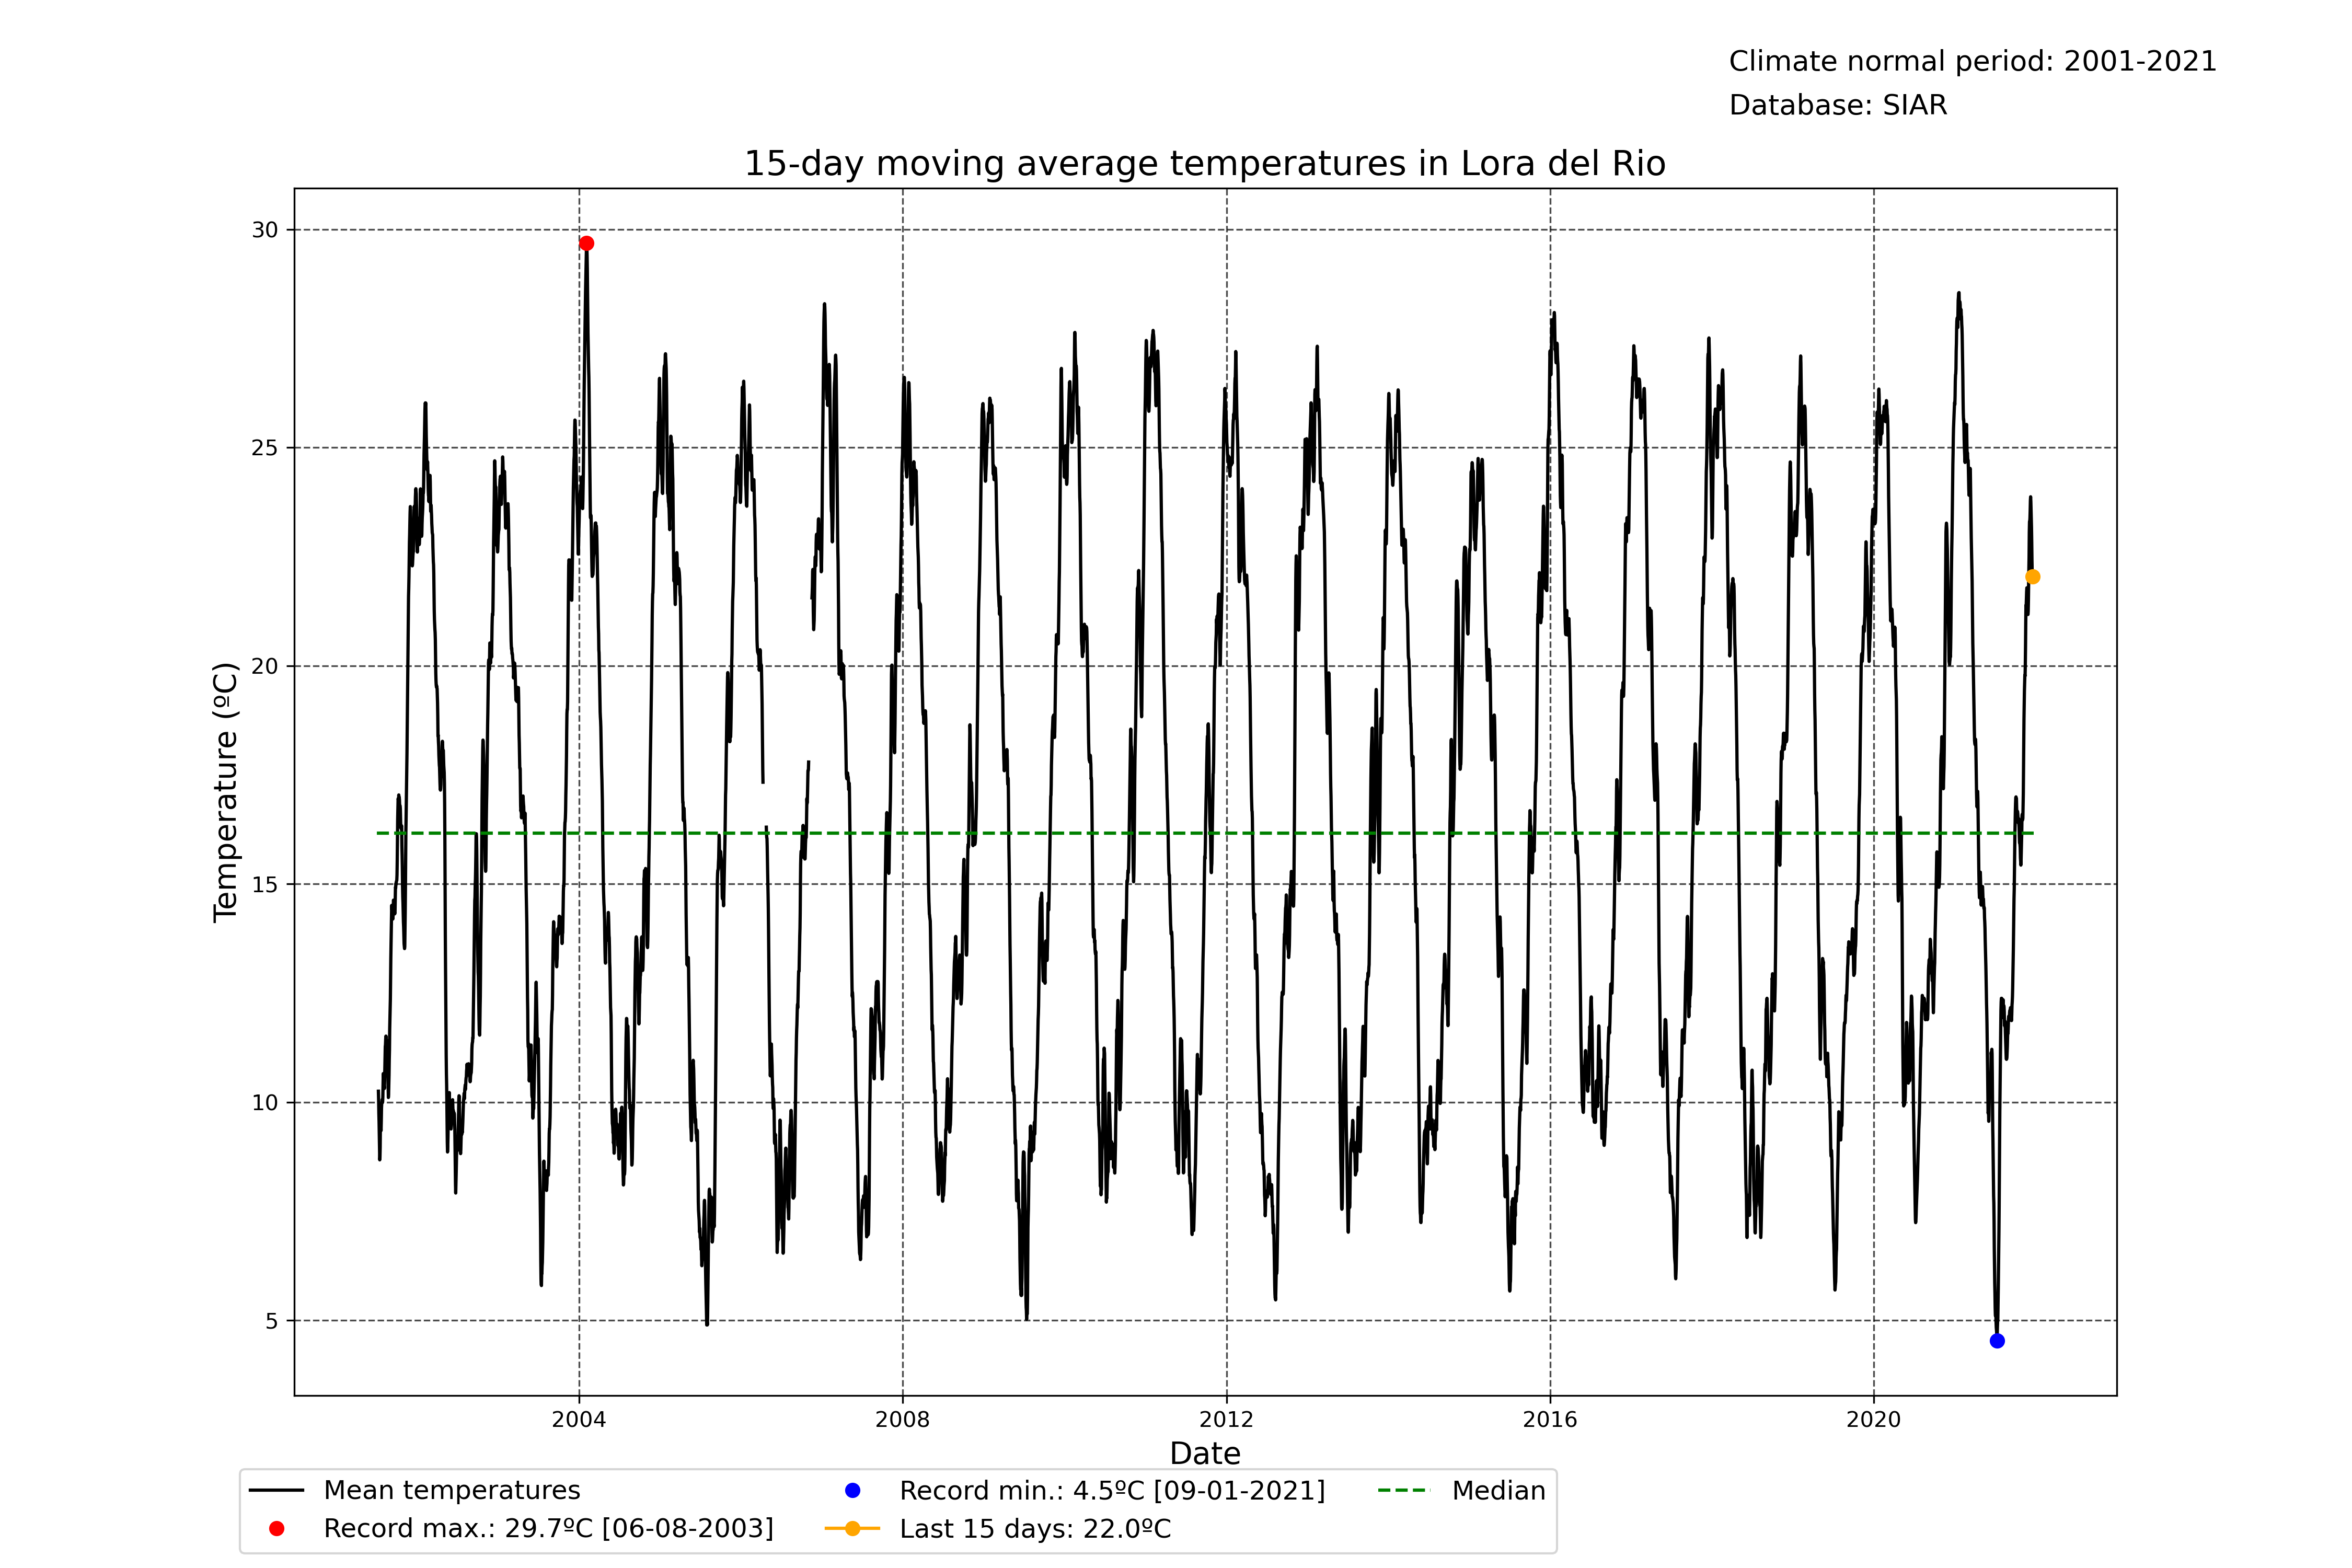 Climate normal period: 2001-2021
Database: SIAR
15-day moving average temperatures in Lora del Rio
30
25
20
15
10
5
Temperature (ºC)
2004 2008 2012 2016 2020
Date
Mean temperatures
Record max.: 29.7ºC [06-08-2003]
Record min.: 4.5ºC [09-01-2021]
Last 15 days: 22.0ºC
Median